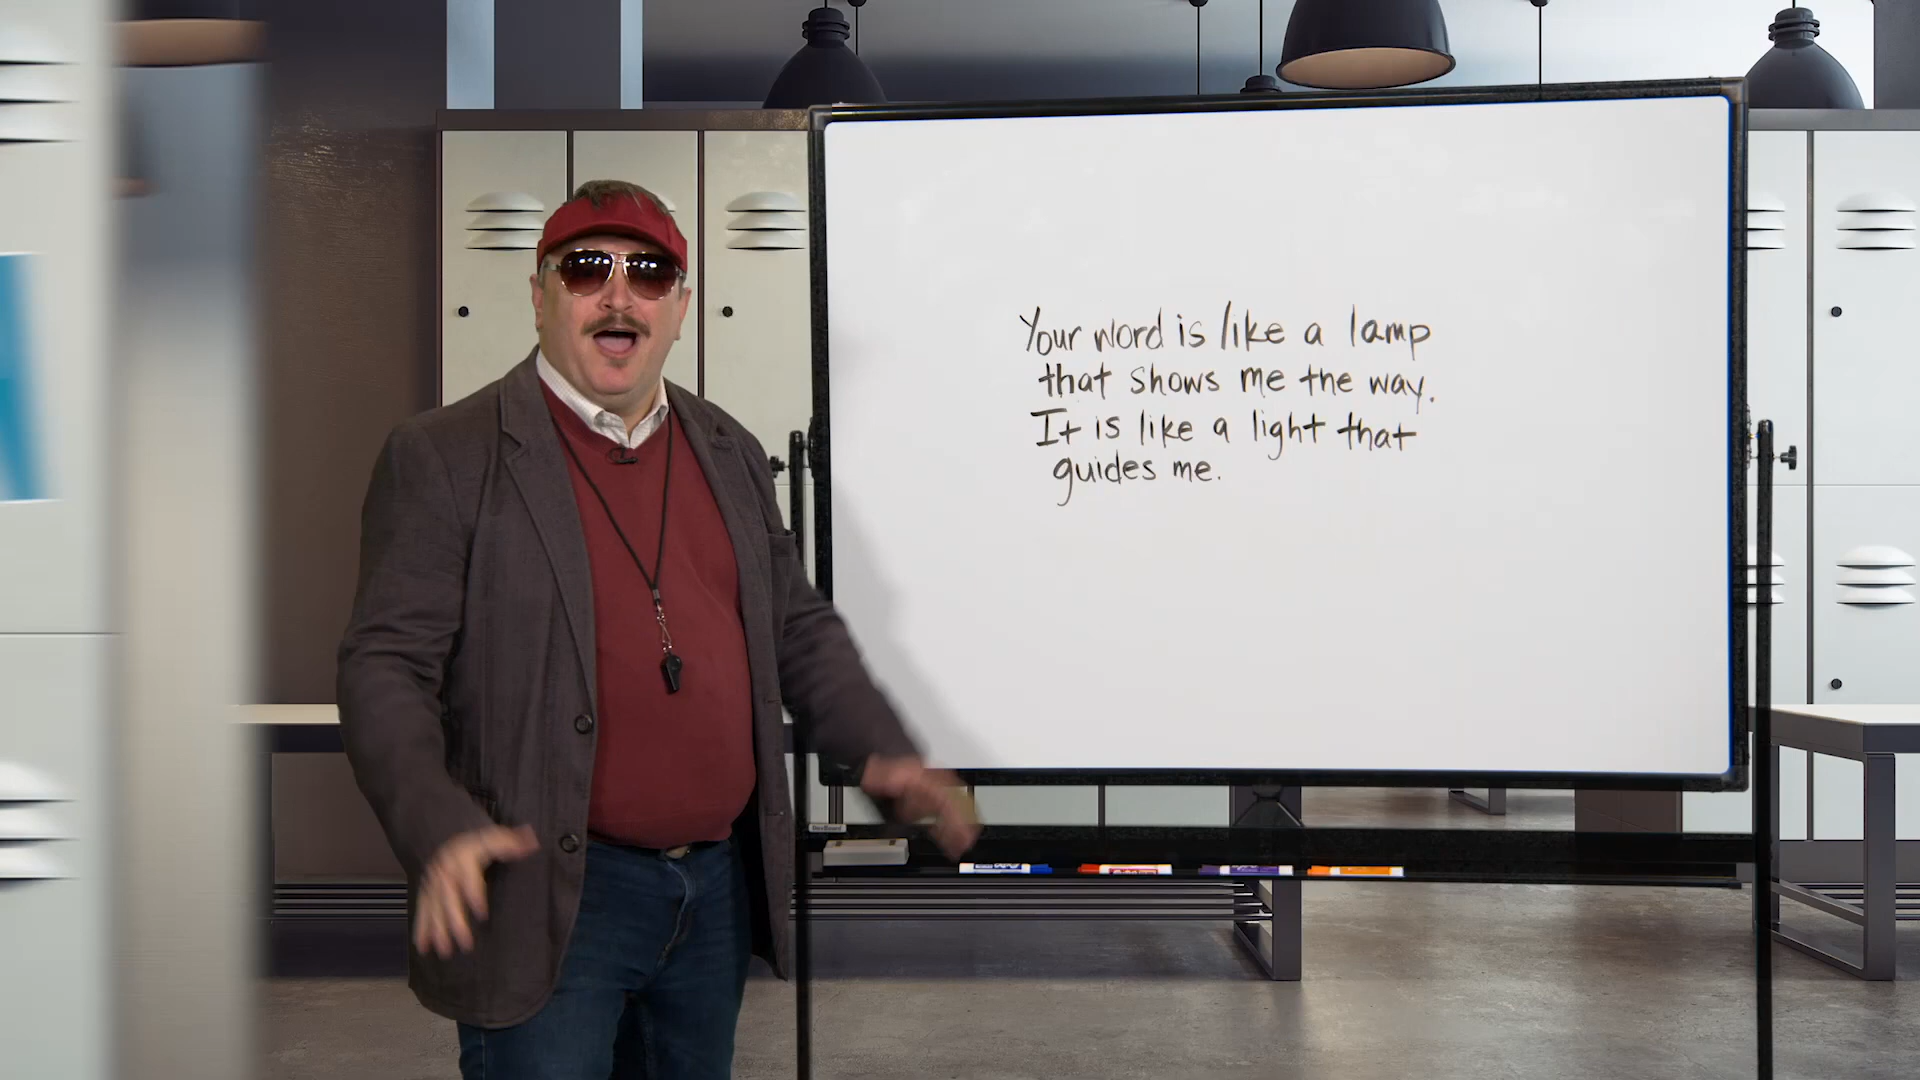 Your word is like a lamp
that shows me the way.
It is like a light that
guides me.